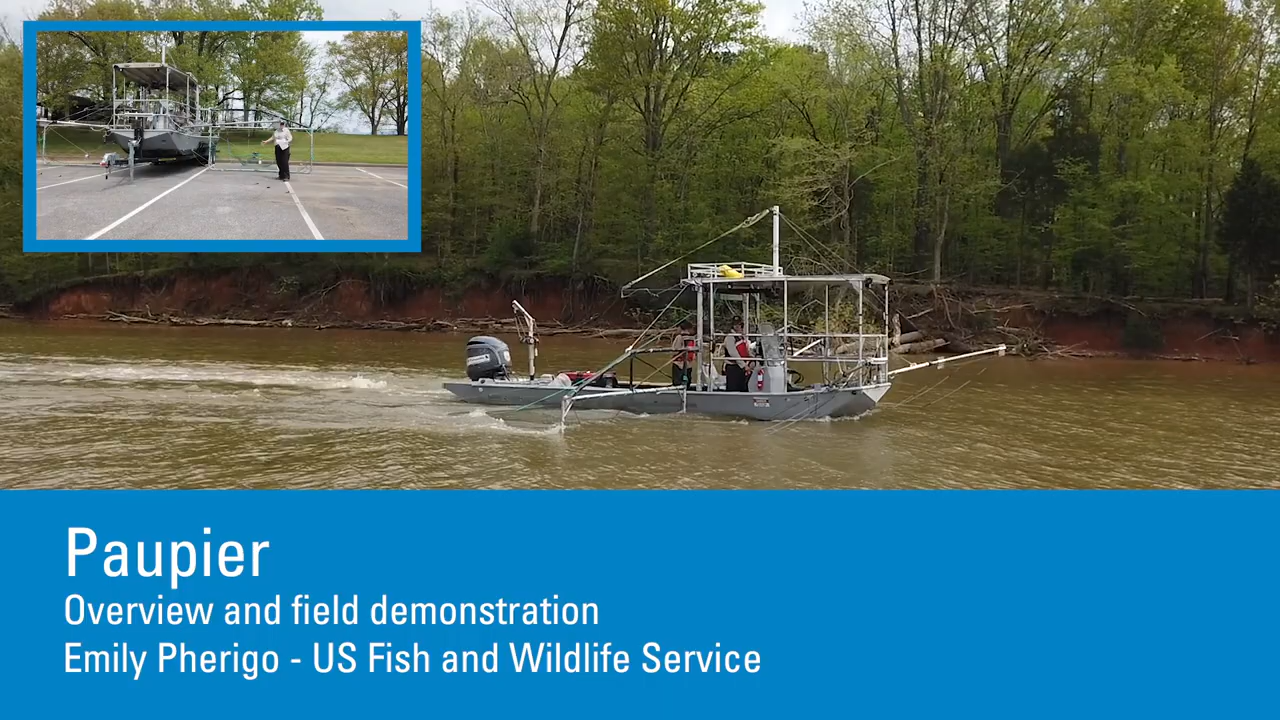 Paupier
Overview and field demonstration
Emily Pherigo - US Fish and Wildlife Service